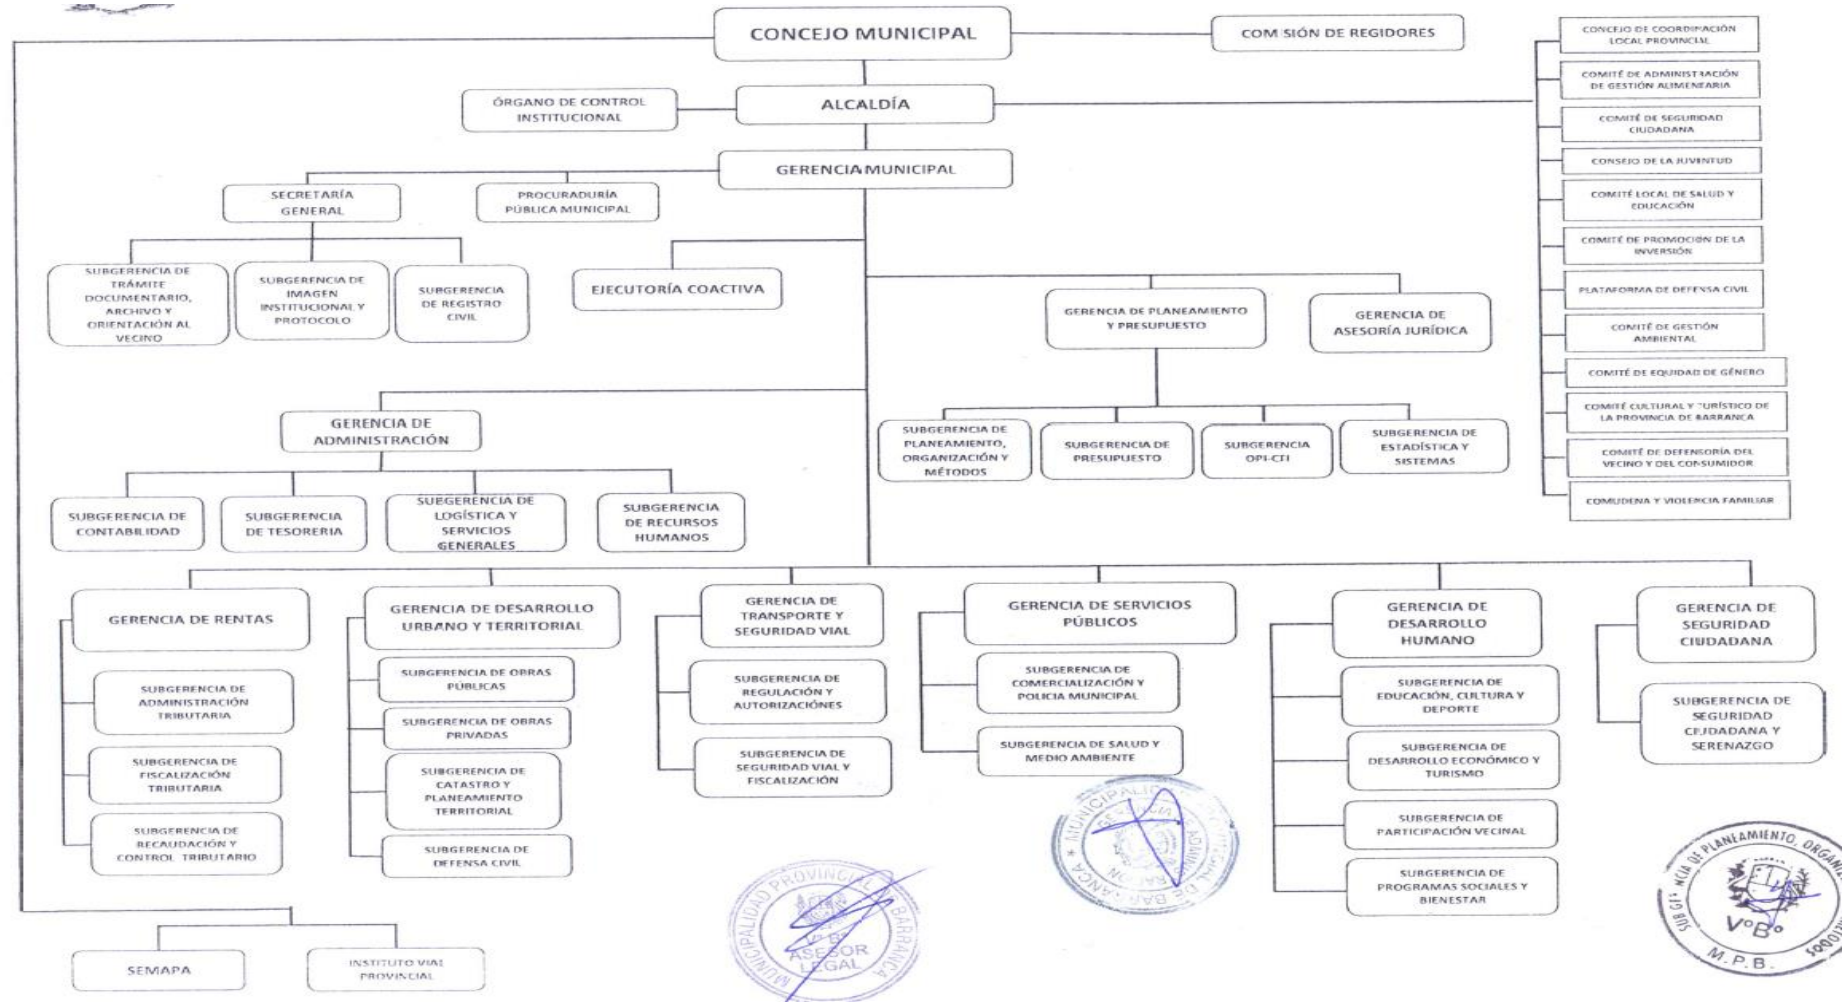 CONCEJO MUNICIPAL
COMISIÓN DE REGIDORES
ÓRGANO DE CONTROL
INSTITUCIONAL
ALCALDÍA
GERENCIA MUNICIPAL
SECRETARÍA
GENERAL
PROCURADURÍA
PÚBLICA MUNICIPAL
SUBGERENCIA DE
TRÁMITE
DOCUMENTARIO,
ARCHIVO Y
ORIENTACIÓN AL
VECINO
SUBGERENCIA DE
IMAGEN
INSTITUCIONAL Y
PROTOCOLO
SUBGERENCIA
DE REGISTRO
CIVIL
EJECUTORÍA COACTIVA
GERENCIA DE PLANEAMIENTO
Y PRESUPUESTO
GERENCIA DE
ASESORÍA JURÍDICA
CONCEJO DE COORDINACIÓN
LOCAL PROVINCIAL
COMITÉ DE ADMINISTRACIÓN
DE GESTIÓN ALIMENTARIA
COMITÉ DE SEGURIDAD
CIUDADANA
CONSEJO DE LA JUVENTUD
COMITÉ LOCAL DE SALUD Y
EDUCACIÓN
COMITÉ DE PROMOCIÓN DE LA
INVERSIÓN
PLATAFORMA DE DEFENSA CIVIL
COMITÉ DE GESTIÓN
AMBIENTAL
COMITÉ DE EQUIDAD DE GÉNERO
COMITÉ CULTURAL Y TURÍSTICO DE
LA PROVINCIA DE BARRANCA
COMITÉ DE DEFENSORÍA DEL
VECINO Y DEL CONSUMIDOR
COMUDENA Y VIOLENCIA FAMILIAR
GERENCIA DE
ADMINISTRACIÓN
SUBGERENCIA DE
PLANEAMIENTO,
ORGANIZACIÓN Y
MÉTODOS
SUBGERENCIA DE
PRESUPUESTO
SUBGERENCIA
OPI-CTI
SUBGERENCIA DE
ESTADÍSTICA Y
SISTEMAS
SUBGERENCIA DE
CONTABILIDAD
SUBGERENCIA
DE TESORERIA
SUBGERENCIA DE
LOGÍSTICA Y
SERVICIOS
GENERALES
SUBGERENCIA
DE RECURSOS
HUMANOS
GERENCIA DE RENTAS
SUBGERENCIA DE
ADMINISTRACIÓN
TRIBUTARIA
SUBGERENCIA DE
FISCALIZACIÓN
TRIBUTARIA
SUBGERENCIA DE
RECAUDACIÓN Y
CONTROL TRIBUTARIO
GERENCIA DE DESARROLLO
URBANO Y TERRITORIAL
SUBGERENCIA DE OBRAS
PÚBLICAS
SUBGERENCIA DE OBRAS
PRIVADAS
SUBGERENCIA DE
CATASTRO Y
PLANEAMIENTO
TERRITORIAL
SUBGERENCIA DE
DEFENSA CIVIL
GERENCIA DE
TRANSPORTE Y
SEGURIDAD VIAL
SUBGERENCIA DE
REGULACIÓN Y
AUTORIZACIÓNES
SUBGERENCIA DE
SEGURIDAD VIAL Y
FISCALIZACIÓN
GERENCIA DE SERVICIOS
PÚBLICOS
SUBGERENCIA DE
COMERCIALIZACIÓN Y
POLICIA MUNICIPAL
SUBGERENCIA DE SALUD Y
MEDIO AMBIENTE
GERENCIA DE
DESARROLLO
HUMANO
SUBGERENCIA DE
EDUCACIÓN, CULTURA Y
DEPORTE
SUBGERENCIA DE
DESARROLLO ECONÓMICO Y
TURISMO
SUBGERENCIA DE
PARTICIPACIÓN VECINAL
SUBGERENCIA DE
PROGRAMAS SOCIALES Y
BIENESTAR
GERENCIA DE
SEGURIDAD
CIUDADANA
SUBGERENCIA DE
SEGURIDAD
CIUDADANA Y
SERENAZGO
SEMAPA
INSTITUTO VIAL
PROVINCIAL
MUNICIPALIDAD PROVINCIAL DE BARRANCA
V° B°
ASESOR
LEGAL
GERENCIA DE ADMINISTRACION
DE BARRANCA
DE PLANEAMIENTO,
V°B°
M.P.B.